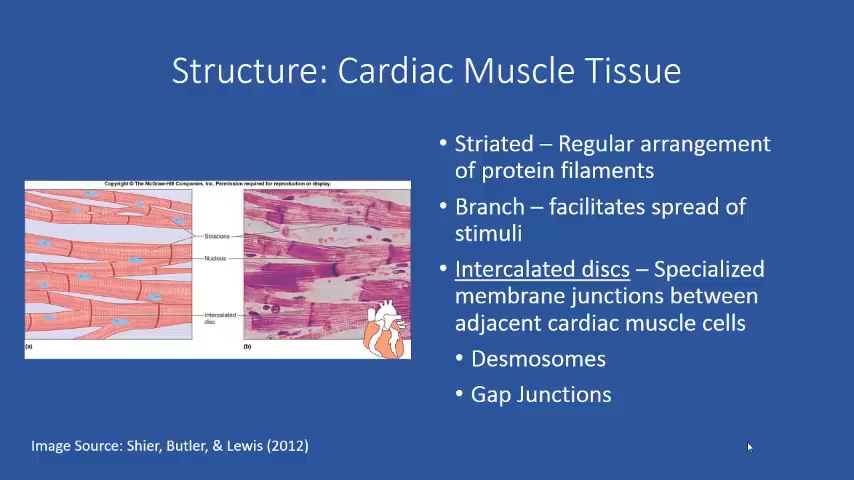 Structure: Cardiac Muscle Tissue
Copyright © The McGraw-Hill Companies, Inc. Permission required for reproduction or display.
Striations
Nucleus
Intercalated
disc
(a)
(b)
• Striated – Regular arrangement
of protein filaments
• Branch – facilitates spread of
stimuli
• Intercalated discs – Specialized
membrane junctions between
adjacent cardiac muscle cells
• Desmosomes
• Gap Junctions
Image Source: Shier, Butler, & Lewis (2012)